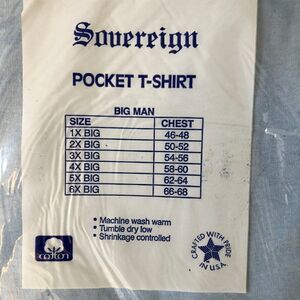 Sovereign
POCKET T-SHIRT
BIG MAN
SIZE CHEST
1X BIG 46-48
2X BIG 50-52
3X BIG 54-56
4X BIG 58-60
5X BIG 62-64
6X BIG 66-68
• Machine wash warm
• Tumble dry low
• Shrinkage controlled
cotton
CRAFTED WITH PRIDE
IN U.S.A.